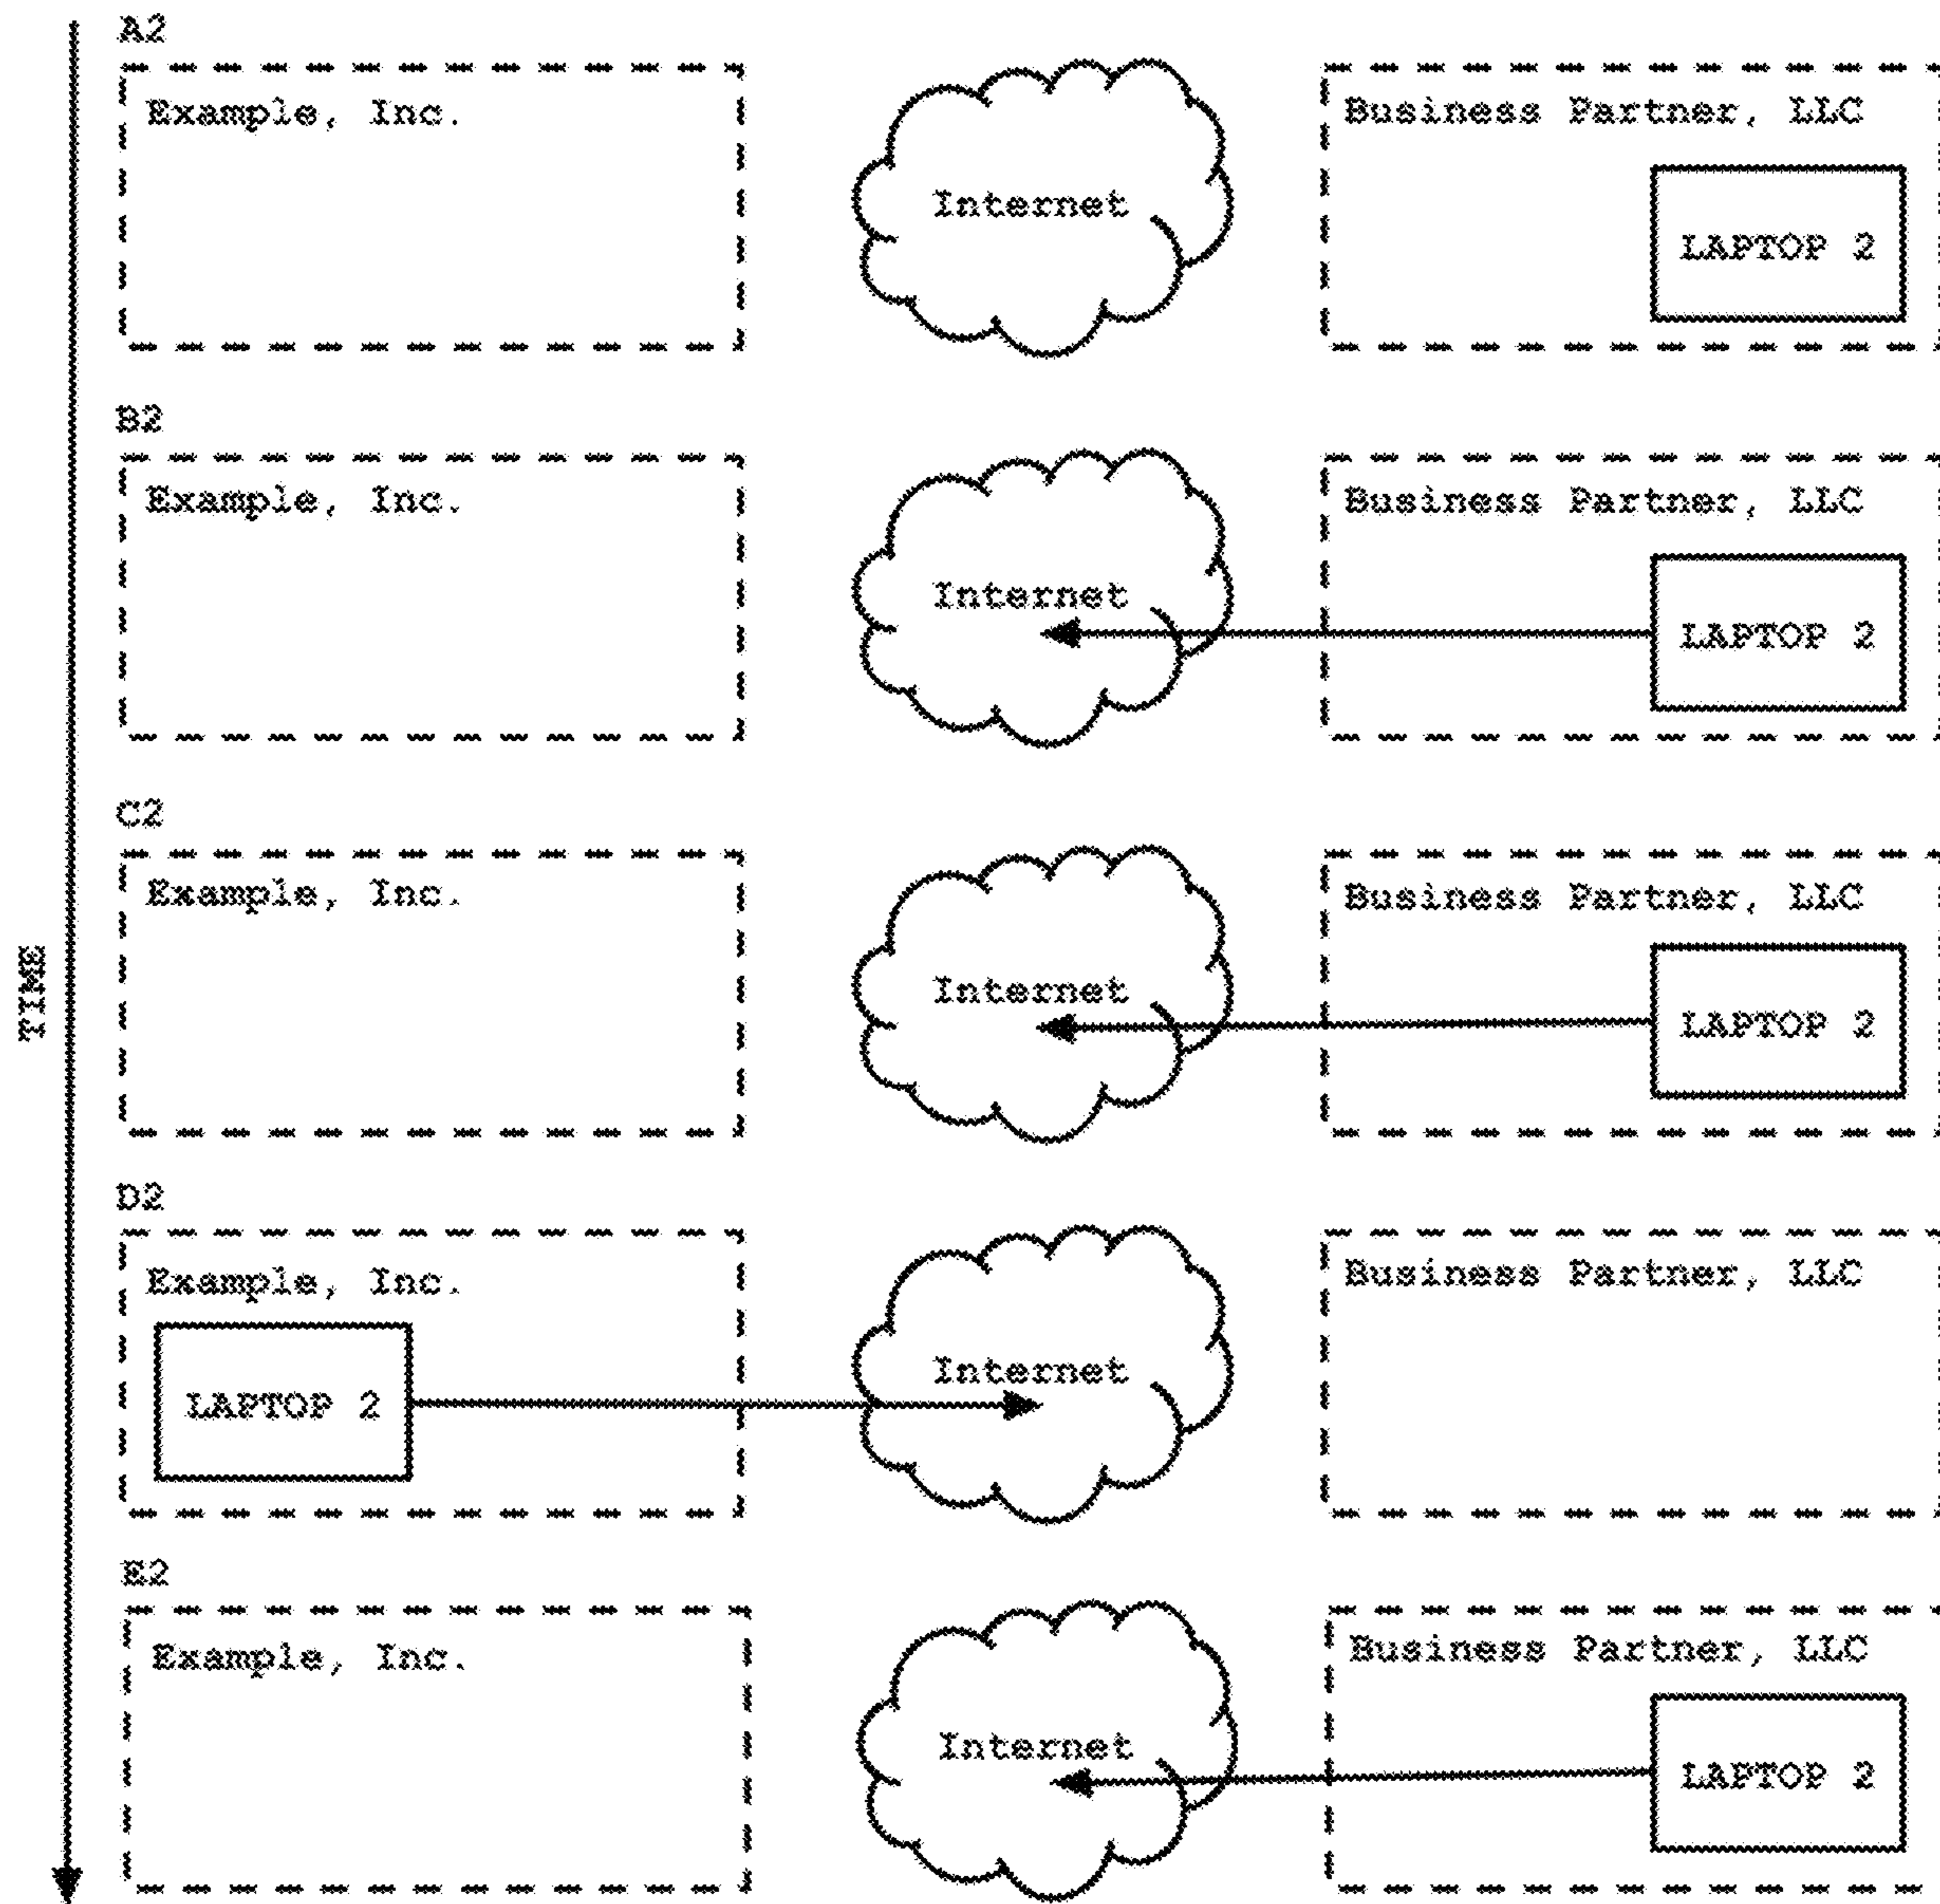 A2
Example, Inc.
Internet
Business Partner, LLC
LAPTOP 2
B2
Example, Inc.
Internet
Business Partner, LLC
LAPTOP 2
C2
Example, Inc.
Internet
Business Partner, LLC
LAPTOP 2
TIME
D2
Example, Inc.
LAPTOP 2
Internet
Business Partner, LLC
E2
Example, Inc.
Internet
Business Partner, LLC
LAPTOP 2